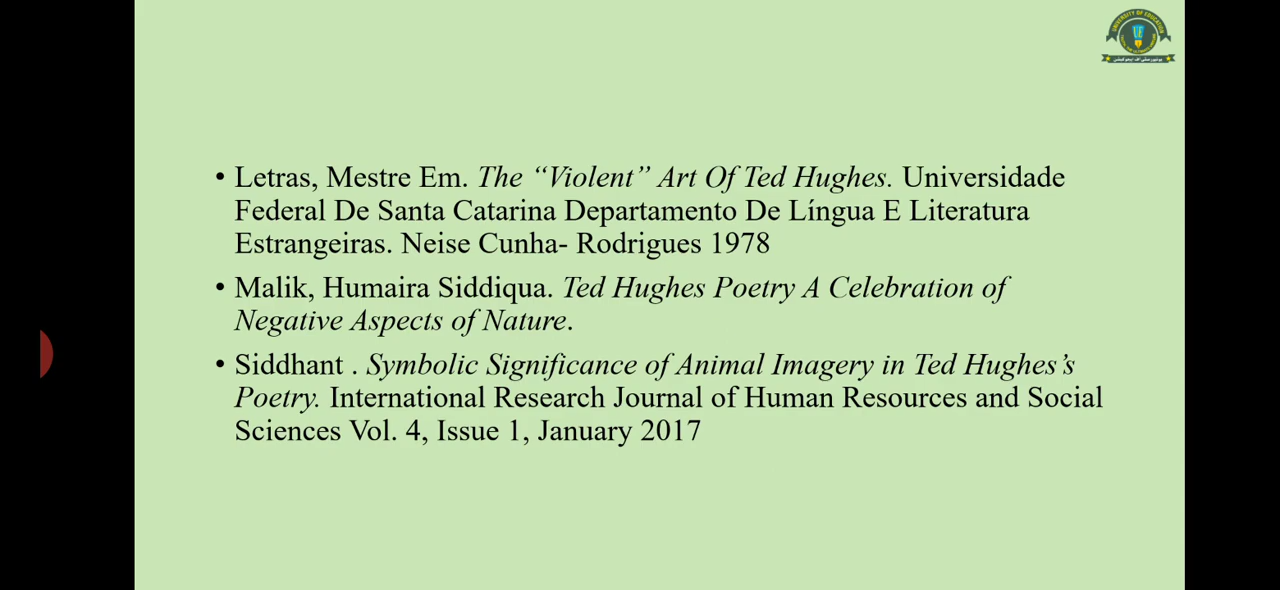 UNIVERSITY OF EDUCATION
• Letras, Mestre Em. The “Violent” Art Of Ted Hughes. Universidade
Federal De Santa Catarina Departamento De Língua E Literatura
Estrangeiras. Neise Cunha- Rodrigues 1978
• Malik, Humaira Siddiqua. Ted Hughes Poetry A Celebration of
Negative Aspects of Nature.
• Siddhant . Symbolic Significance of Animal Imagery in Ted Hughes’s
Poetry. International Research Journal of Human Resources and Social
Sciences Vol. 4, Issue 1, January 2017